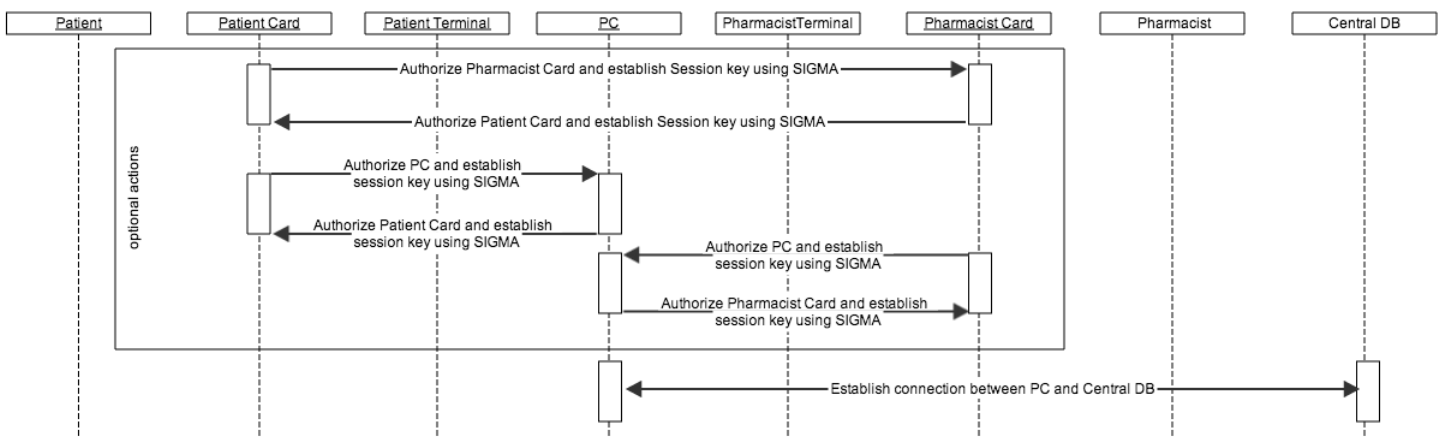 Patient
Patient Card
Patient Terminal
PC
PharmacistTerminal
Pharmacist Card
Pharmacist
Central DB
Authorize Pharmacist Card and establish Session key using SIGMA
Authorize Patient Card and establish Session key using SIGMA
optional actions
Authorize PC and establish
session key using SIGMA
Authorize Patient Card and establish
session key using SIGMA
Authorize PC and establish
session key using SIGMA
Authorize Pharmacist Card and establish
session key using SIGMA
Establish connection between PC and Central DB